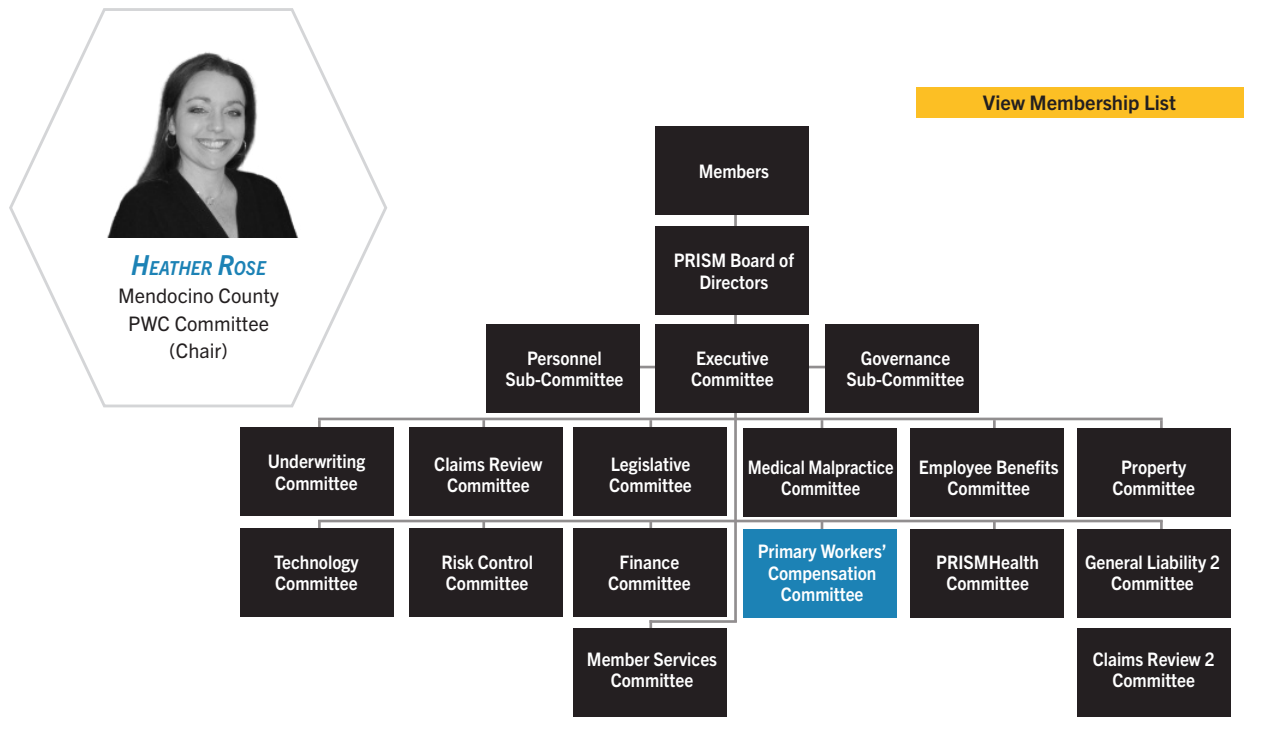 View Membership List
HEATHER ROSE
Mendocino County
PWC Committee
(Chair)
Members
PRISM Board of
Directors
Personnel
Sub-Committee
Executive
Committee
Governance
Sub-Committee
Underwriting
Committee
Claims Review
Committee
Legislative
Committee
Medical Malpractice
Committee
Employee Benefits
Committee
Property
Committee
Technology
Committee
Risk Control
Committee
Finance
Committee
Primary Workers’
Compensation
Committee
PRISMHealth
Committee
General Liability 2
Committee
Member Services
Committee
Claims Review 2
Committee